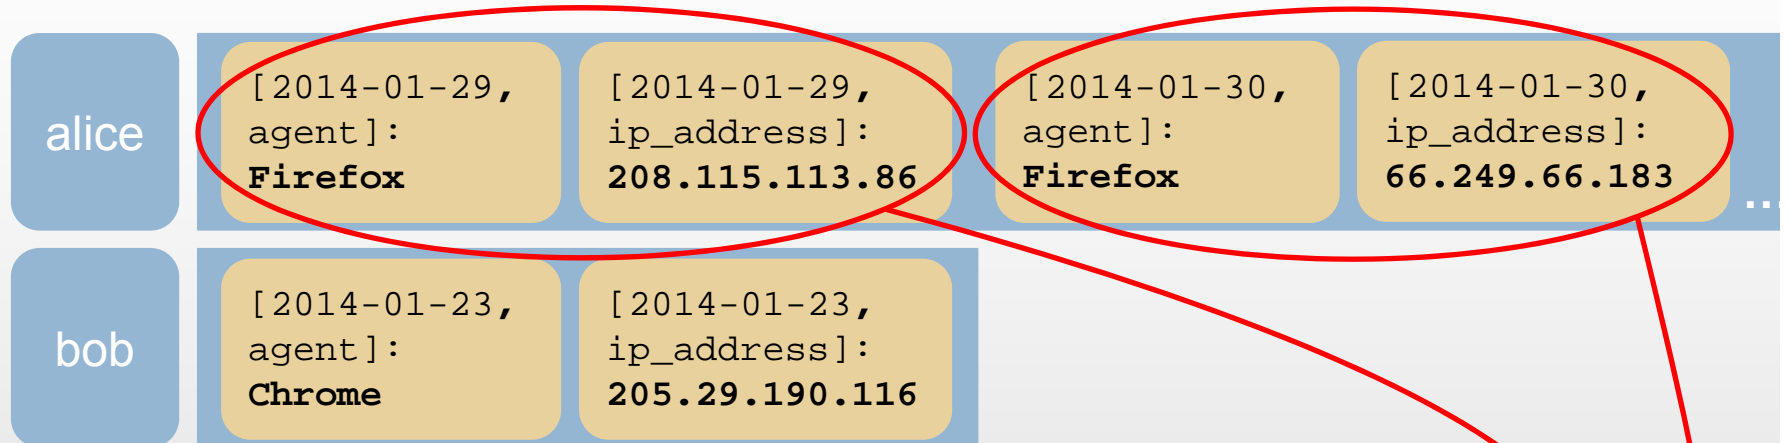 alice
[2014-01-29,
agent]:
Firefox
[2014-01-29,
ip_address]:
208.115.113.86
[2014-01-30,
agent]:
Firefox
[2014-01-30,
ip_address]:
66.249.66.183
...
bob
[2014-01-23,
agent]:
Chrome
[2014-01-23,
ip_address]:
205.29.190.116